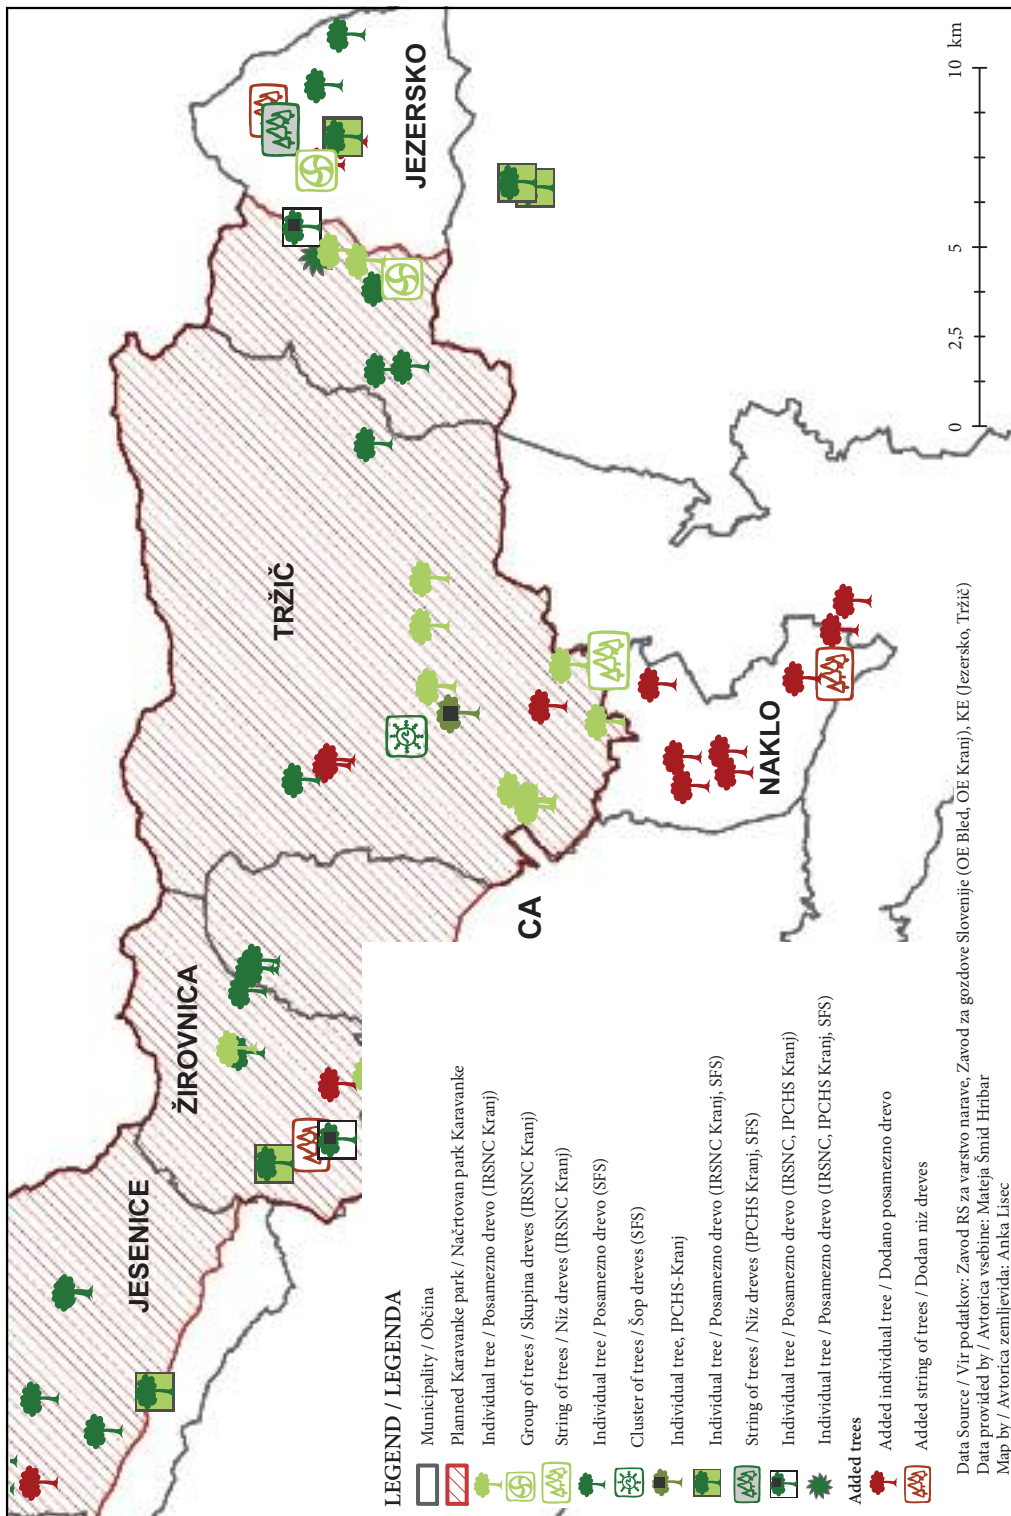 JESENICE
ŽIROVNICA
TRŽIČ
JEZERSKO
CA
NAKLO
LEGEND / LEGENDA
Municipality / Občina
Planned Karavanke park / Načrtovan park Karavanke
Individual tree / Posamezno drevo (IRSNC Kranj)
Group of trees / Skupina dreves (IRSNC Kranj)
String of trees / Niz dreves (IRSNC Kranj)
Individual tree / Posamezno drevo (SFS)
Cluster of trees / Šop dreves (SFS)
Individual tree, IPCHS-Kranj
Individual tree / Posamezno drevo (IRSNC Kranj, SFS)
String of trees / Niz dreves (IPCHS Kranj, SFS)
Individual tree / Posamezno drevo (IRSNC, IPCHS Kranj)
Individual tree / Posamezno drevo (IRSNC, IPCHS Kranj, SFS)
Added trees
Added individual tree / Dodano posamezno drevo
Added string of trees / Dodan niz dreves
0 2,5 5 10 km
Data Source / Vir podatkov: Zavod RS za varstvo narave, Zavod za gozdove Slovenije (OE Bled, OE Kranj), KE (Jezersko, Tržič)
Data provided by / Avtorica vsebine: Mateja Šmid Hribar
Map by / Avtorica zemljevida: Anka Lisec